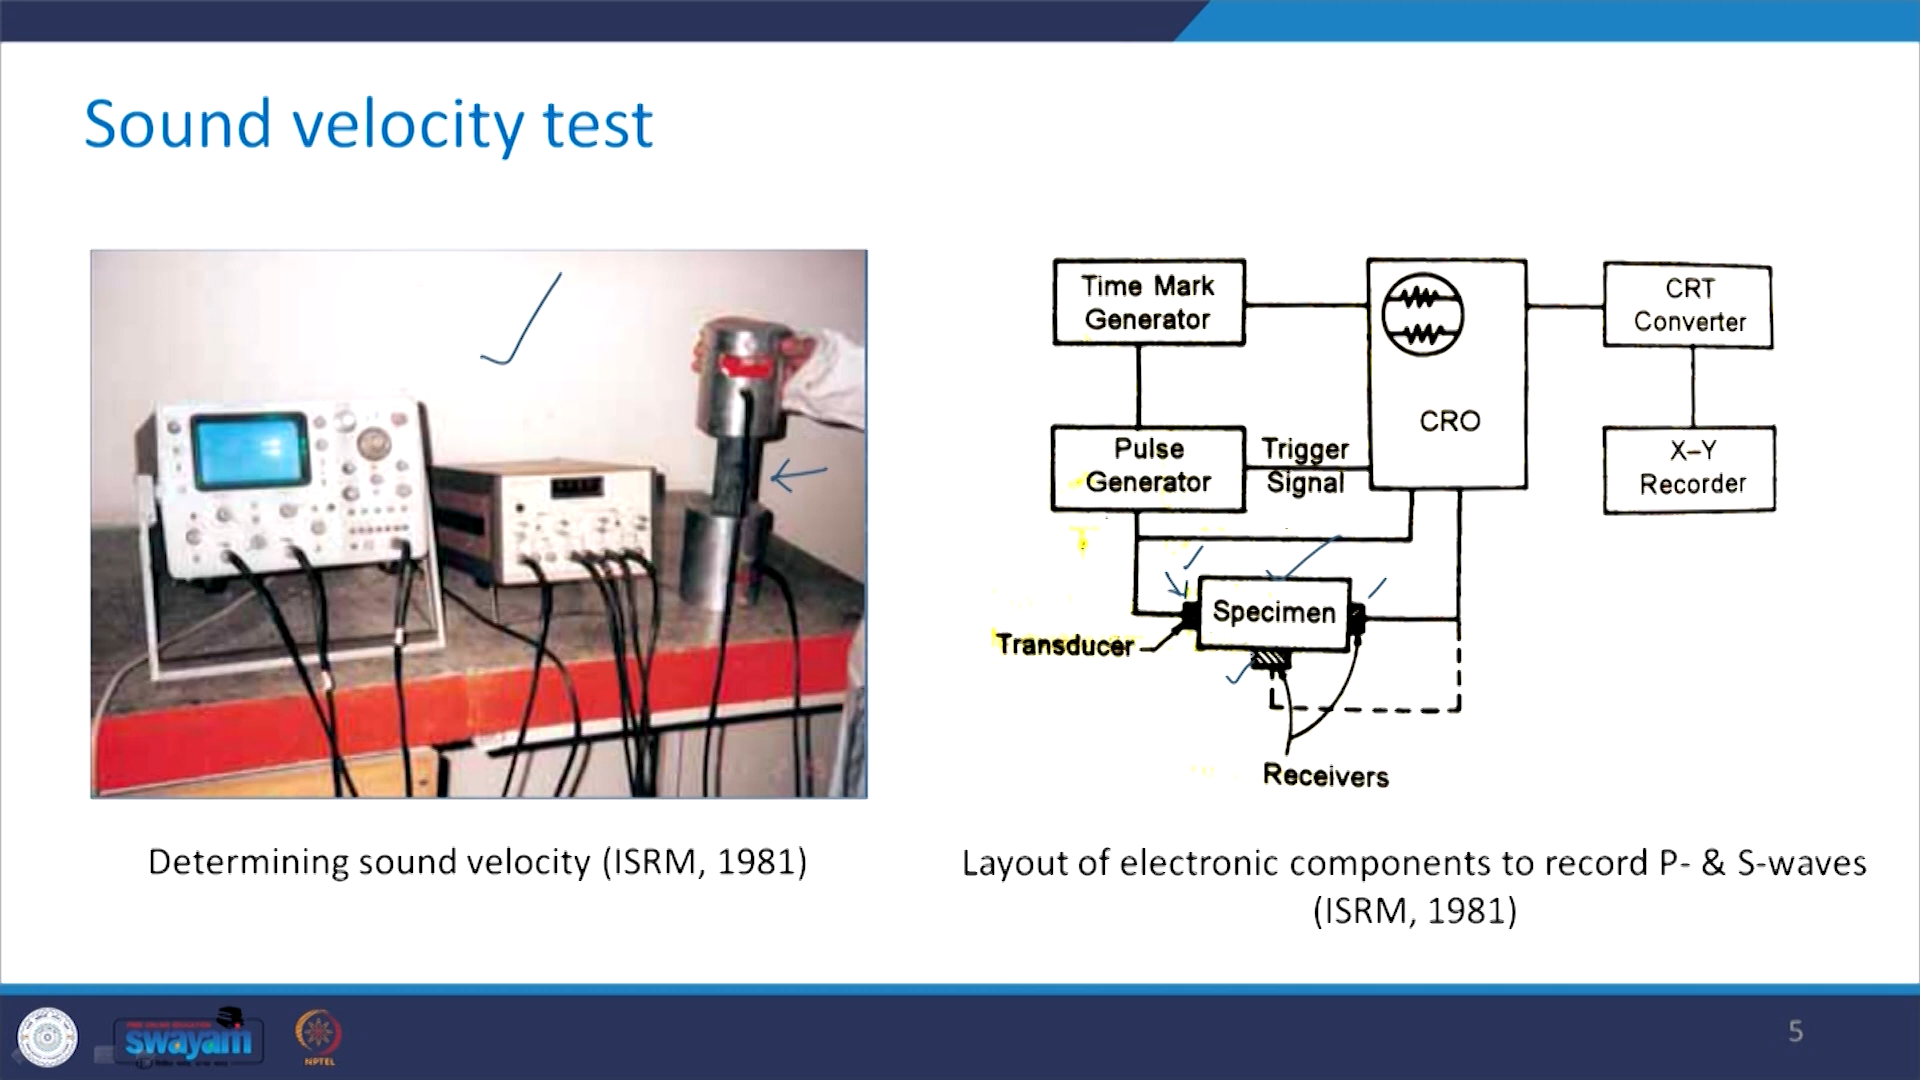 Sound velocity test
Time Mark
Generator
CRT
Converter
CRO
Pulse
Generator
Trigger
Signal
X-Y
Recorder
Specimen
Transducer
Receivers
Determining sound velocity (ISRM, 1981)
Layout of electronic components to record P- & S-waves
(ISRM, 1981)
swayam
NPTEL
5